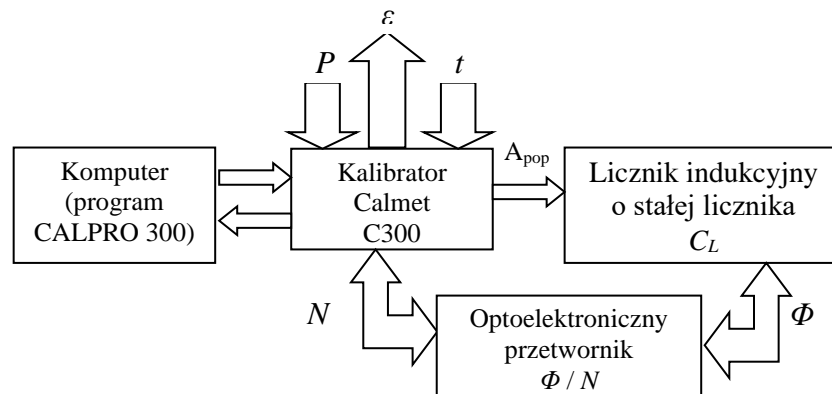 ε
P
t
Komputer
(program
CALPRO 300)
Kalibrator
Calmet
C300
A_pop
Licznik indukcyjny
o stałej licznika
C_L
N
Optoelektroniczny
przetwornik
Φ / N
Φ